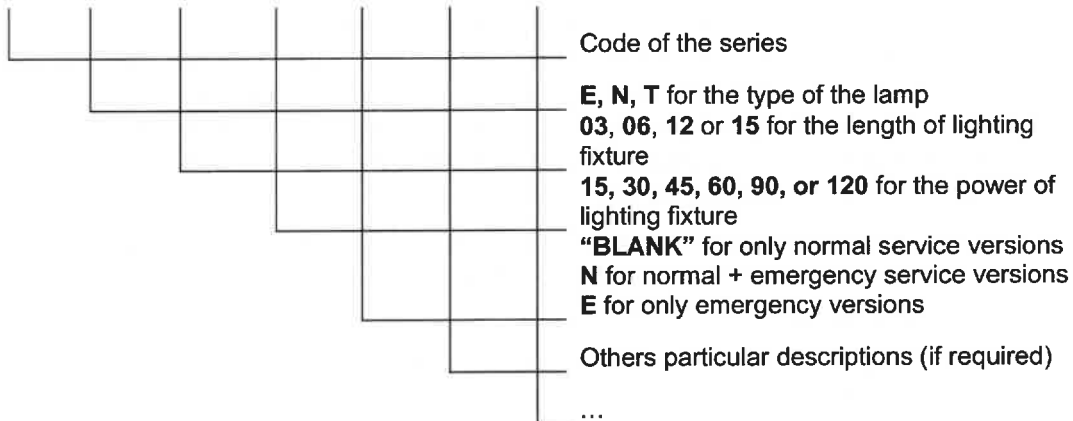 Code of the series
E, N, T for the type of the lamp
03, 06, 12 or 15 for the length of lighting
fixture
15, 30, 45, 60, 90, or 120 for the power of
lighting fixture
“BLANK” for only normal service versions
N for normal + emergency service versions
E for only emergency versions
Others particular descriptions (if required)
...